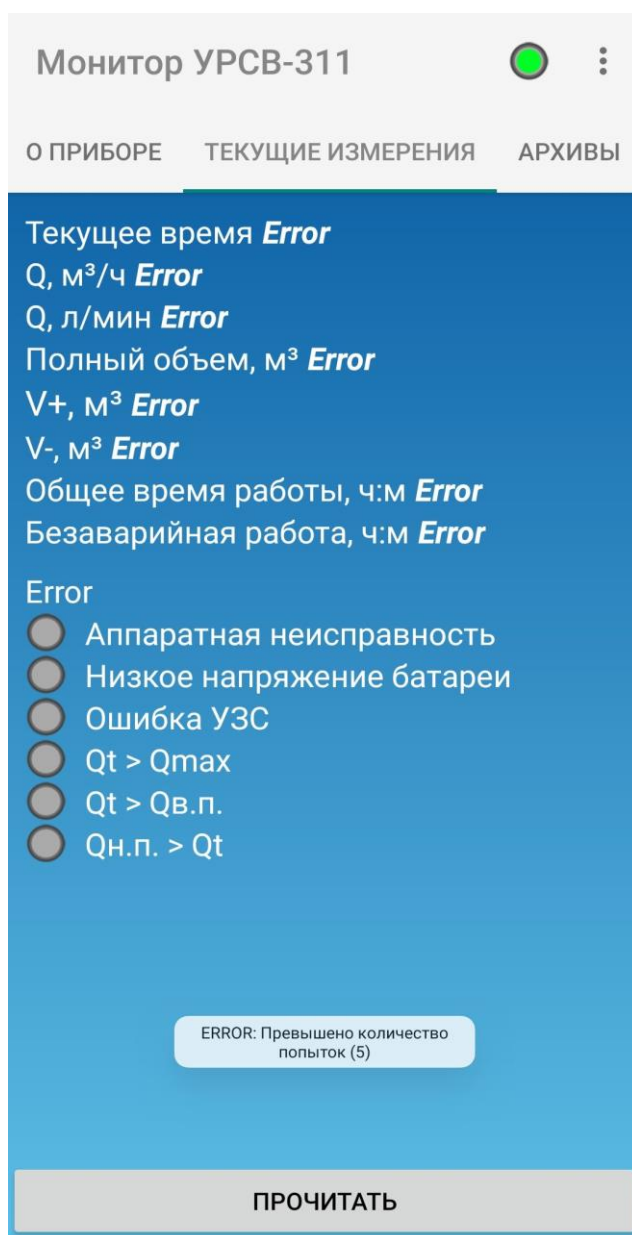 Монитор УРСВ-311
О ПРИБОРЕ ТЕКУЩИЕ ИЗМЕРЕНИЯ АРХИВЫ
Текущее время Error
Q, м³/ч Error
Q, л/мин Error
Полный объем, м³ Error
V+, м³ Error
V-, м³ Error
Общее время работы, ч:м Error
Безаварийная работа, ч:м Error
Error
Аппаратная неисправность
Низкое напряжение батареи
Ошибка УЗС
Qt > Qmax
Qt > Qв.п.
Qн.п. > Qt
ERROR: Превышено количество
попыток (5)
ПРОЧИТАТЬ